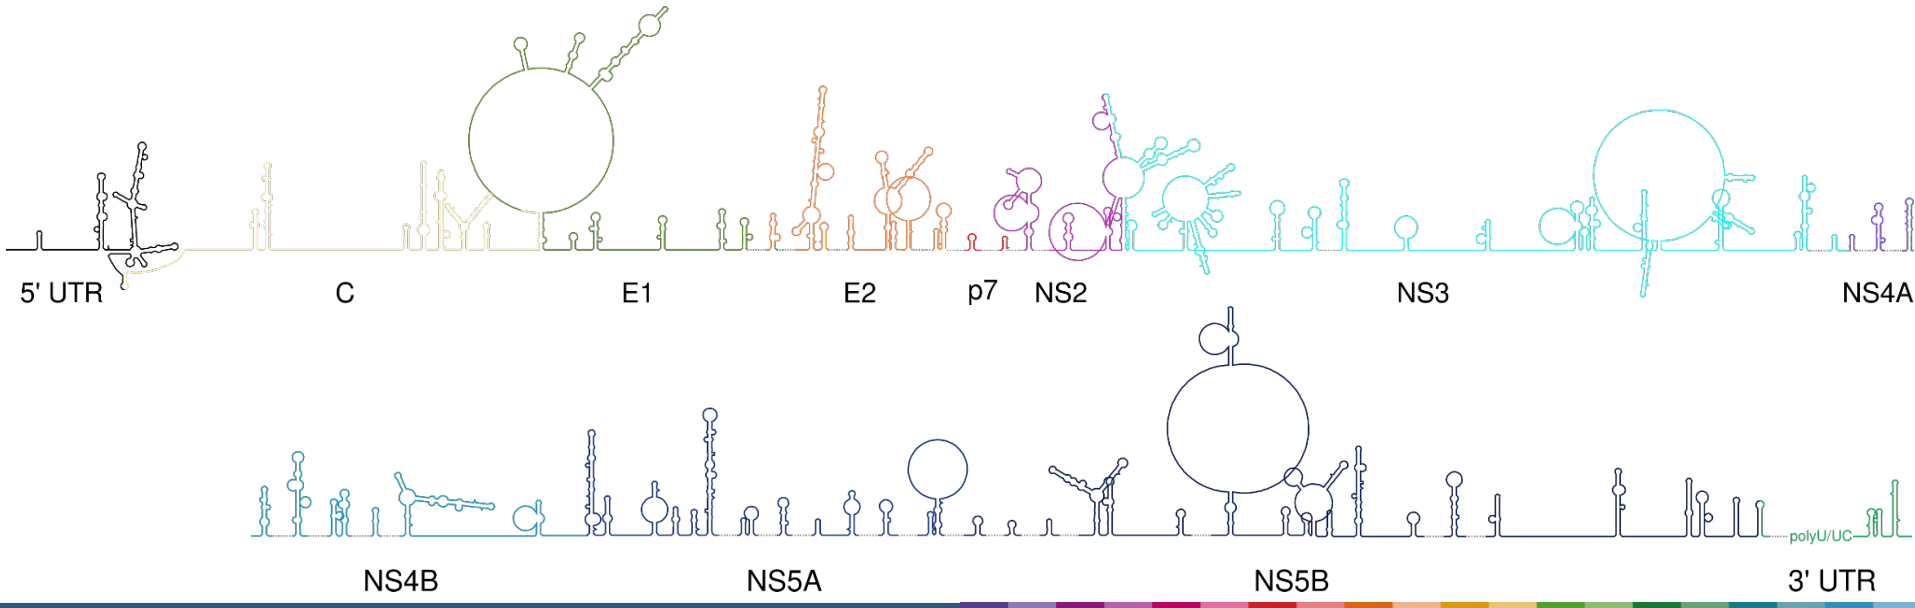 5' UTR C E1 E2 p7 NS2 NS3 NS4A
polyU/UC
NS4B NS5A NS5B 3' UTR